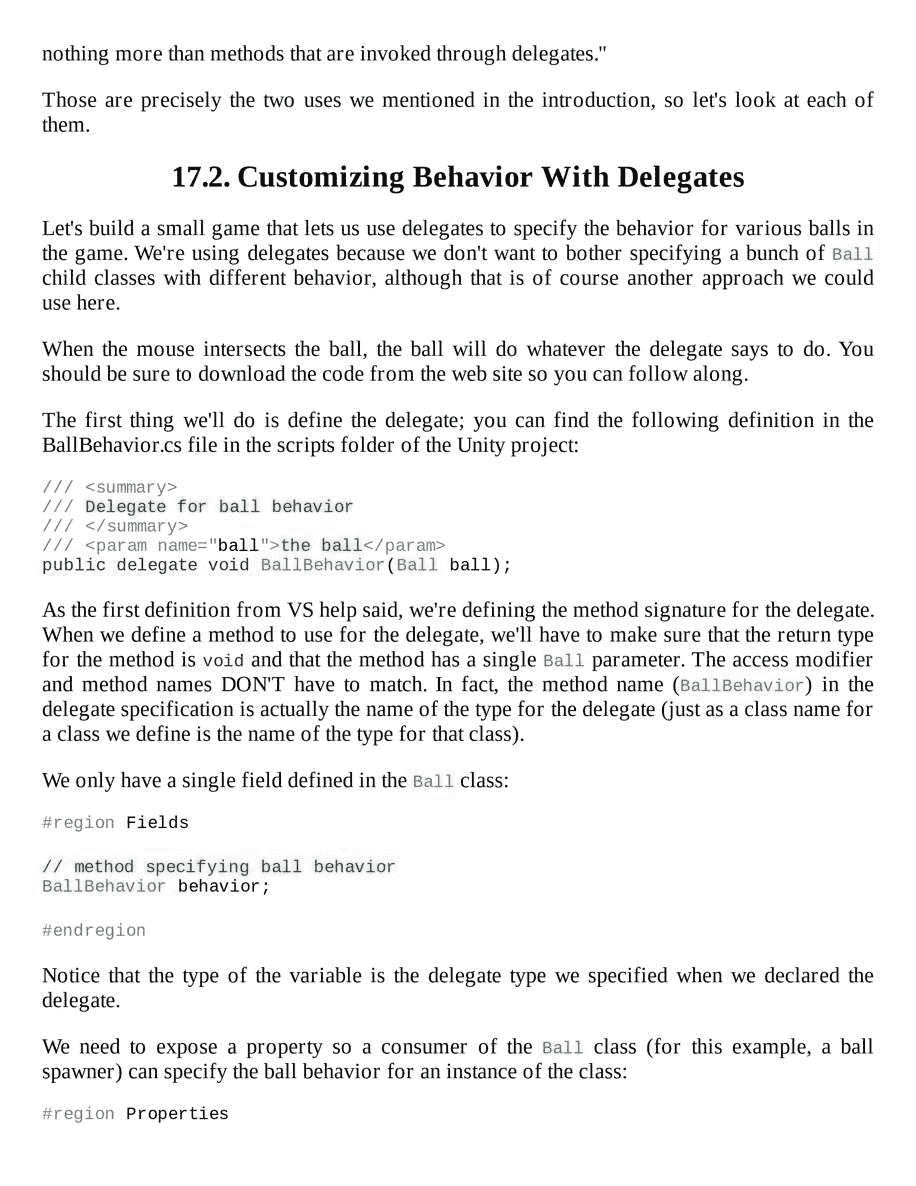 nothing more than methods that are invoked through delegates."
Those are precisely the two uses we mentioned in the introduction, so let's look at each of
them.
17.2. Customizing Behavior With Delegates
Let's build a small game that lets us use delegates to specify the behavior for various balls in
the game. We're using delegates because we don't want to bother specifying a bunch of Ball
child classes with different behavior, although that is of course another approach we could
use here.
When the mouse intersects the ball, the ball will do whatever the delegate says to do. You
should be sure to download the code from the web site so you can follow along.
The first thing we'll do is define the delegate; you can find the following definition in the
BallBehavior.cs file in the scripts folder of the Unity project:
/// <summary>
/// Delegate for ball behavior
/// </summary>
/// <param name="ball">the ball</param>
public delegate void BallBehavior(Ball ball);
As the first definition from VS help said, we're defining the method signature for the delegate.
When we define a method to use for the delegate, we'll have to make sure that the return type
for the method is void and that the method has a single Ball parameter. The access modifier
and method names DON'T have to match. In fact, the method name (BallBehavior) in the
delegate specification is actually the name of the type for the delegate (just as a class name for
a class we define is the name of the type for that class).
We only have a single field defined in the Ball class:
#region Fields
// method specifying ball behavior
BallBehavior behavior;
#endregion
Notice that the type of the variable is the delegate type we specified when we declared the
delegate.
We need to expose a property so a consumer of the Ball class (for this example, a ball
spawner) can specify the ball behavior for an instance of the class:
#region Properties